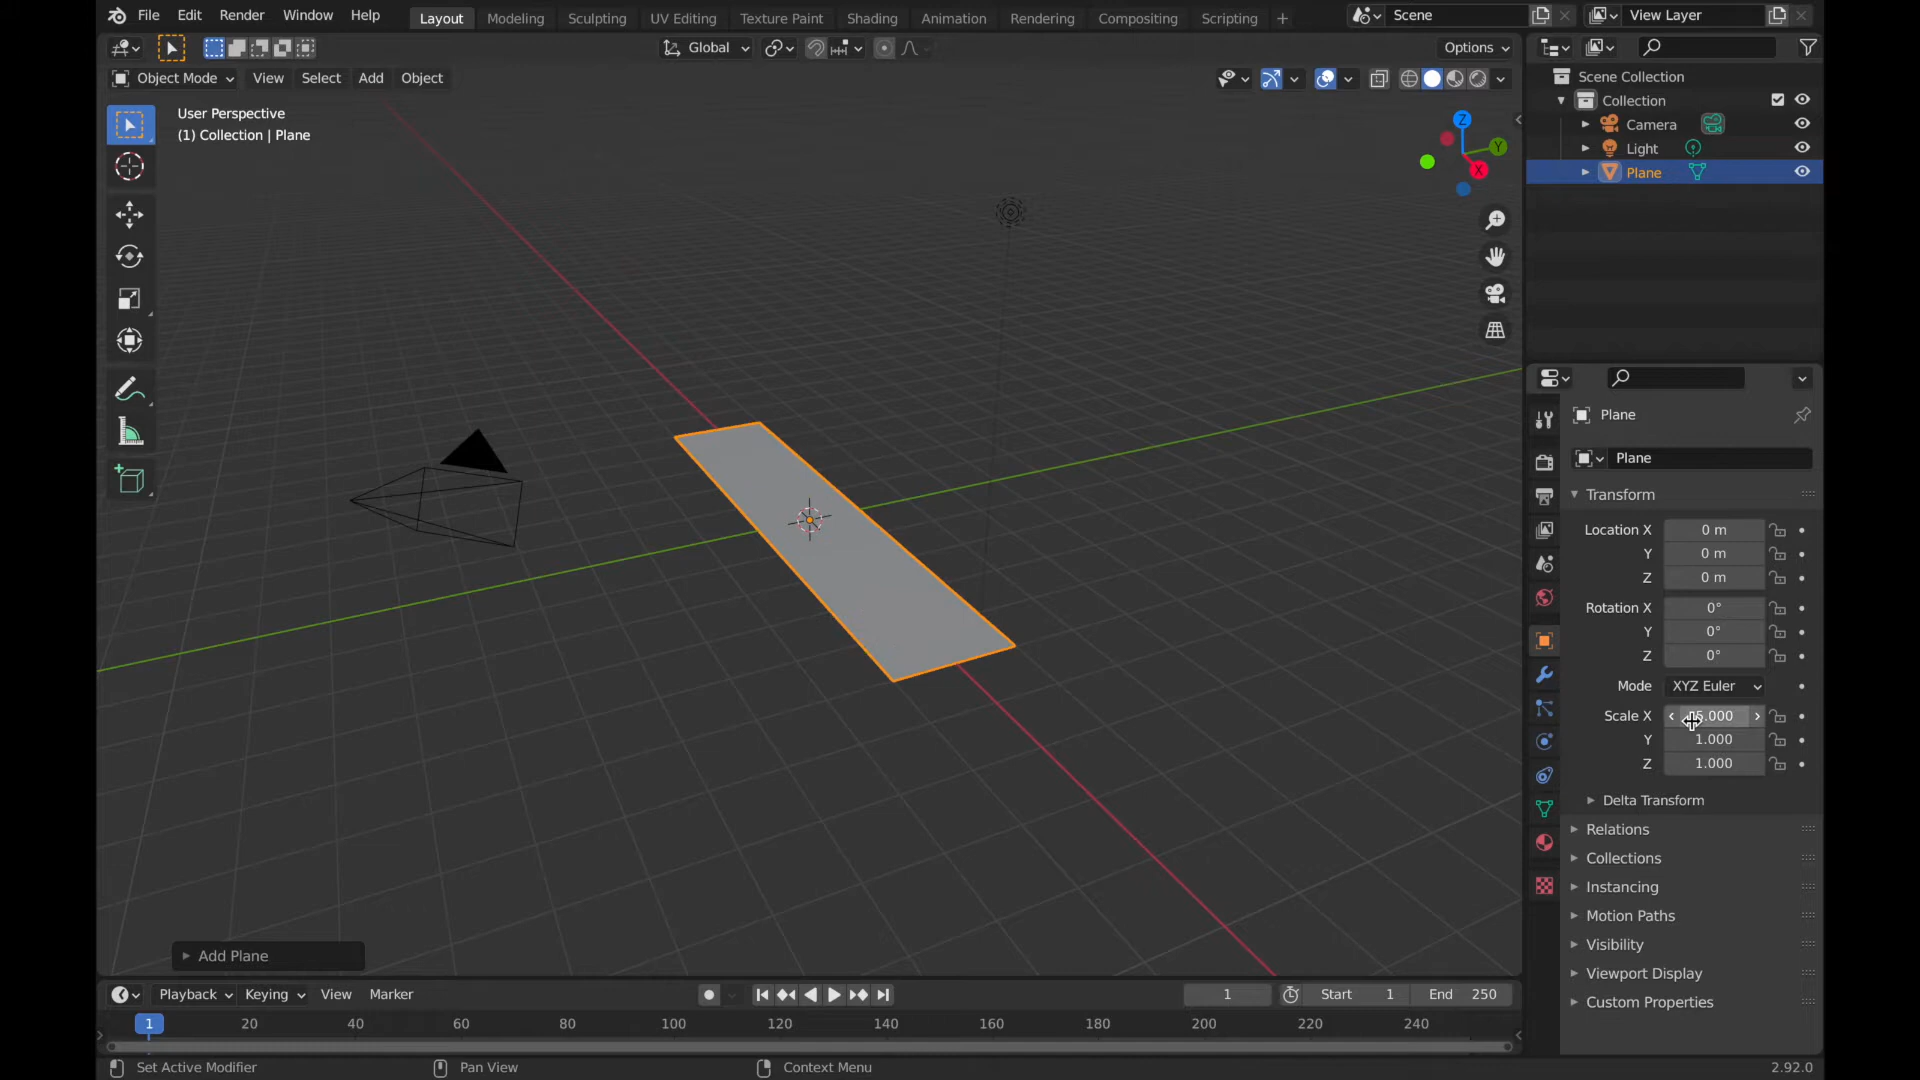 File Edit Render Window Help Layout Modeling Sculpting UV Editing Texture Paint Shading Animation Rendering Compositing Scripting + Scene View Layer
Global Options
Object Mode View Select Add Object
User Perspective
(1) Collection | Plane
Z
Y
X
Scene Collection
Collection
Camera
Light
Plane
Plane
Plane
Transform
Location X 0 m
Y 0 m
Z 0 m
Rotation X 0°
Y 0°
Z 0°
Mode XYZ Euler
Scale X 5.000
Y 1.000
Z 1.000
Delta Transform
Relations
Collections
Instancing
Motion Paths
Visibility
Viewport Display
Custom Properties
Add Plane
Playback Keying View Marker 1 Start 1 End 250
1 20 40 60 80 100 120 140 160 180 200 220 240
Set Active Modifier Pan View Context Menu 2.92.0